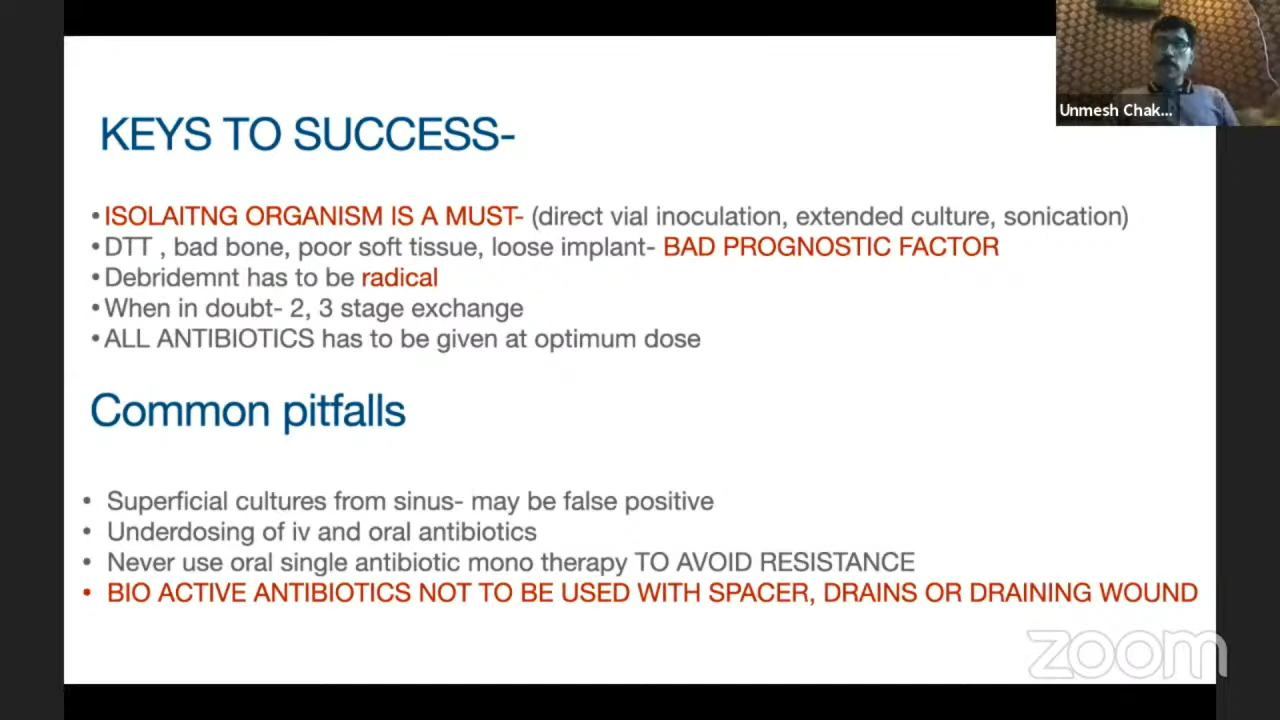 Unmesh Chak...
KEYS TO SUCCESS-
• ISOLAITNG ORGANISM IS A MUST- (direct vial inoculation, extended culture, sonication)
• DTT , bad bone, poor soft tissue, loose implant- BAD PROGNOSTIC FACTOR
• Debridemnt has to be radical
• When in doubt- 2, 3 stage exchange
• ALL ANTIBIOTICS has to be given at optimum dose
Common pitfalls
• Superficial cultures from sinus- may be false positive
• Underdosing of iv and oral antibiotics
• Never use oral single antibiotic mono therapy TO AVOID RESISTANCE
• BIO ACTIVE ANTIBIOTICS NOT TO BE USED WITH SPACER, DRAINS OR DRAINING WOUND
zoom